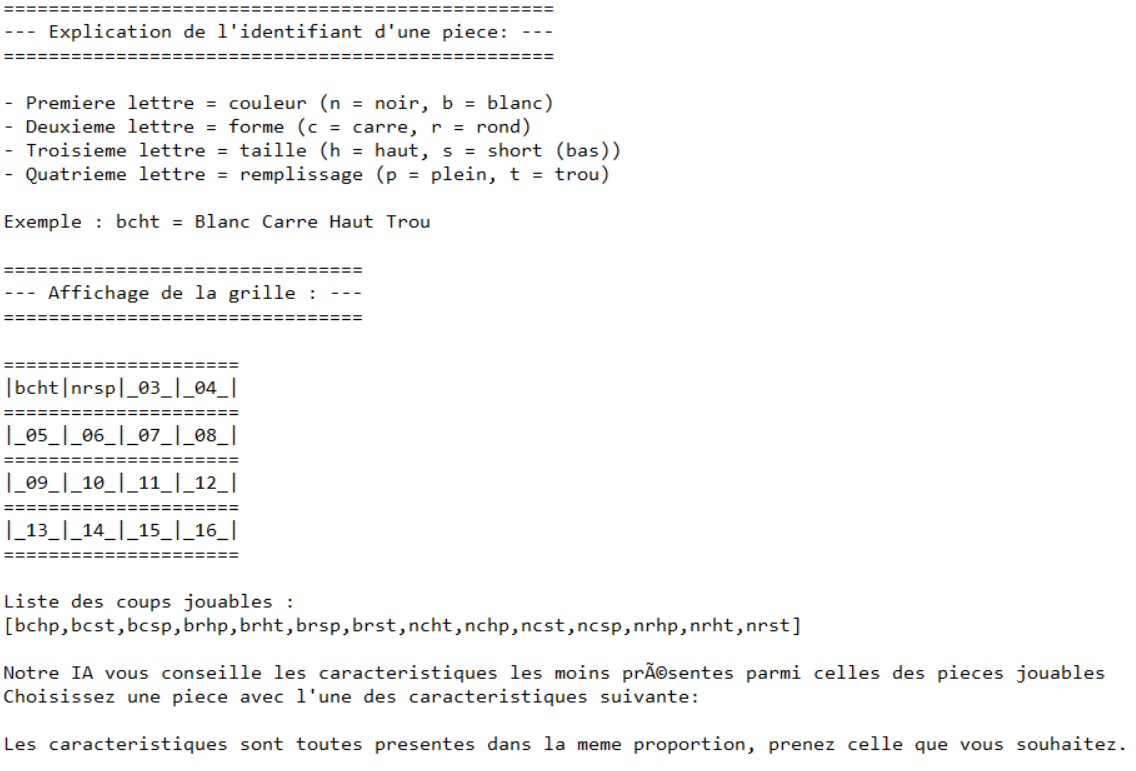 =================================================
--- Explication de l'identifiant d'une piece: ---
=================================================
- Premiere lettre = couleur (n = noir, b = blanc)
- Deuxieme lettre = forme (c = carre, r = rond)
- Troisieme lettre = taille (h = haut, s = short (bas))
- Quatrieme lettre = remplissage (p = plein, t = trou)
Exemple : bcht = Blanc Carre Haut Trou
================================
--- Affichage de la grille : ---
================================
=====================
|bcht|nrsp|_03_|_04_|
=====================
|_05_|_06_|_07_|_08_|
=====================
|_09_|_10_|_11_|_12_|
=====================
|_13_|_14_|_15_|_16_|
=====================
Liste des coups jouables :
[bchp,bcst,bcsp,brhp,brht,brsp,brst,ncht,nchp,ncst,ncsp,nrhp,nrht,nrst]
Notre IA vous conseille les caracteristiques les moins prÃ©sentes parmi celles des pieces jouables
Choisissez une piece avec l'une des caracteristiques suivante:
Les caracteristiques sont toutes presentes dans la meme proportion, prenez celle que vous souhaitez.